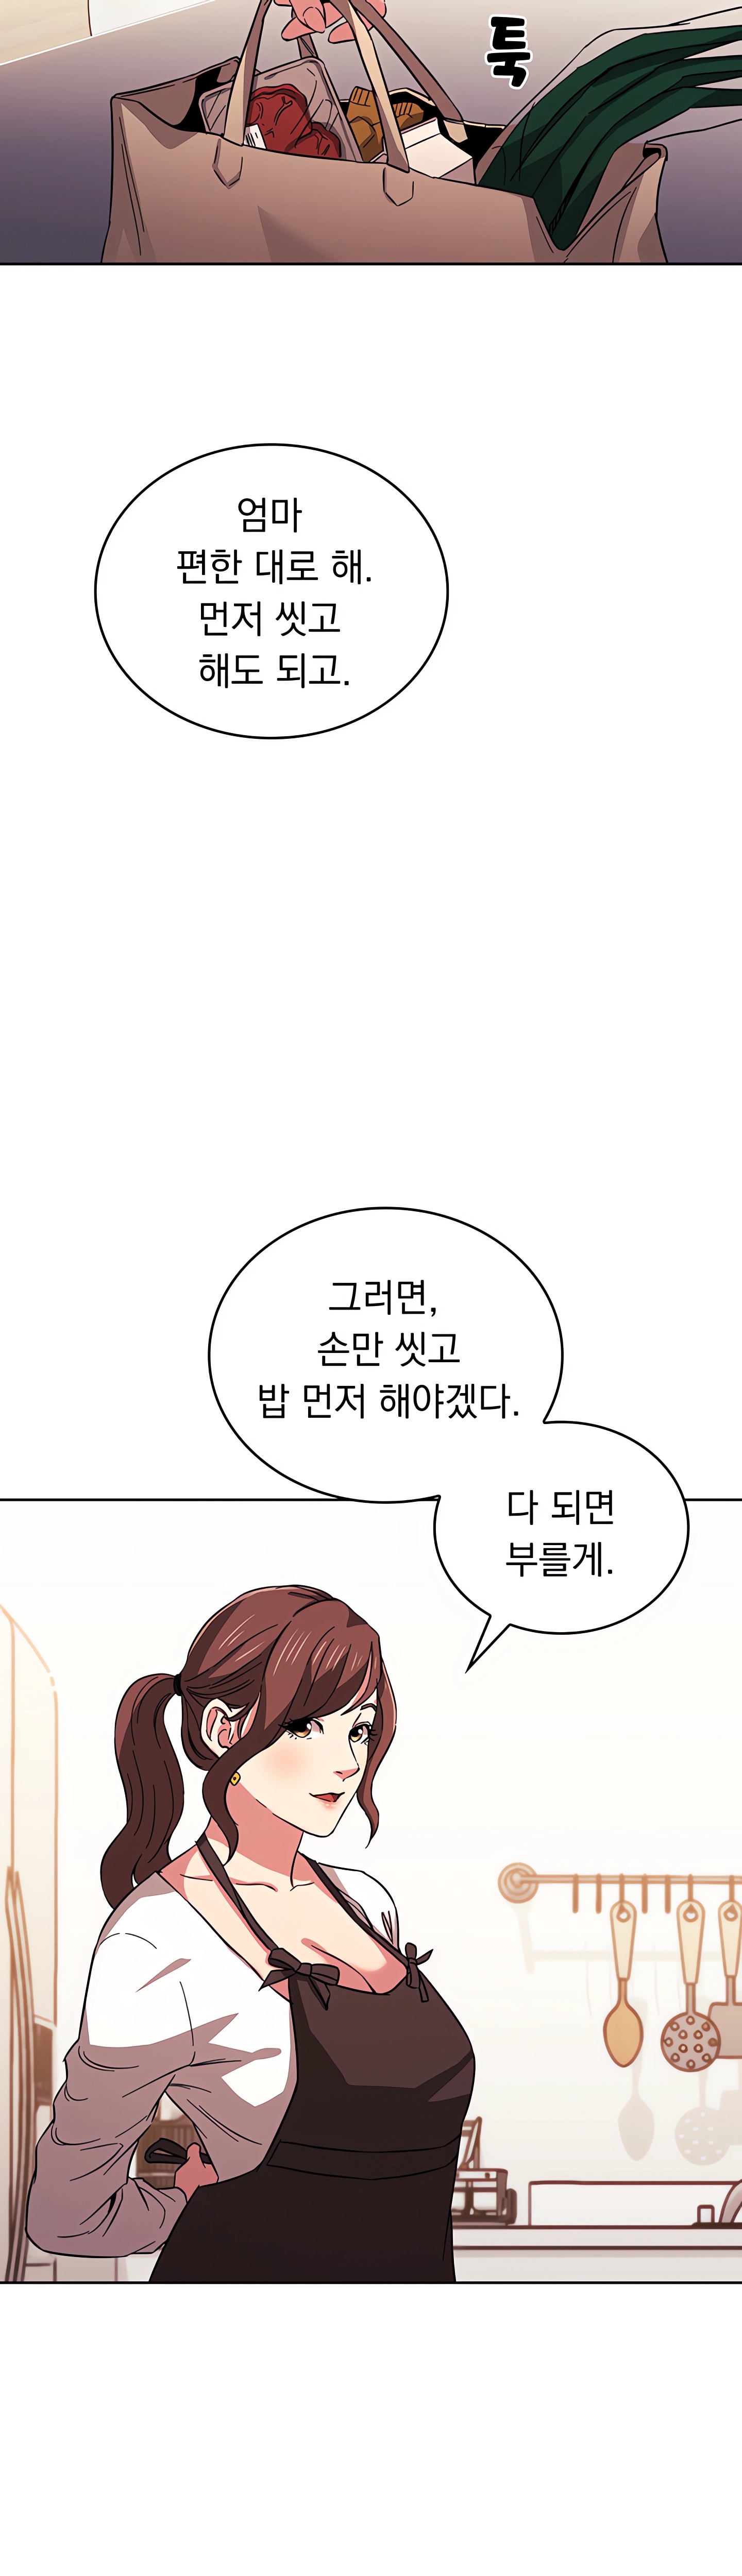 툭
엄마
편한 대로 해.
먼저 씻고
해도 되고.
그러면,
손만 씻고
밥 먼저 해야겠다.
다 되면
부를게.